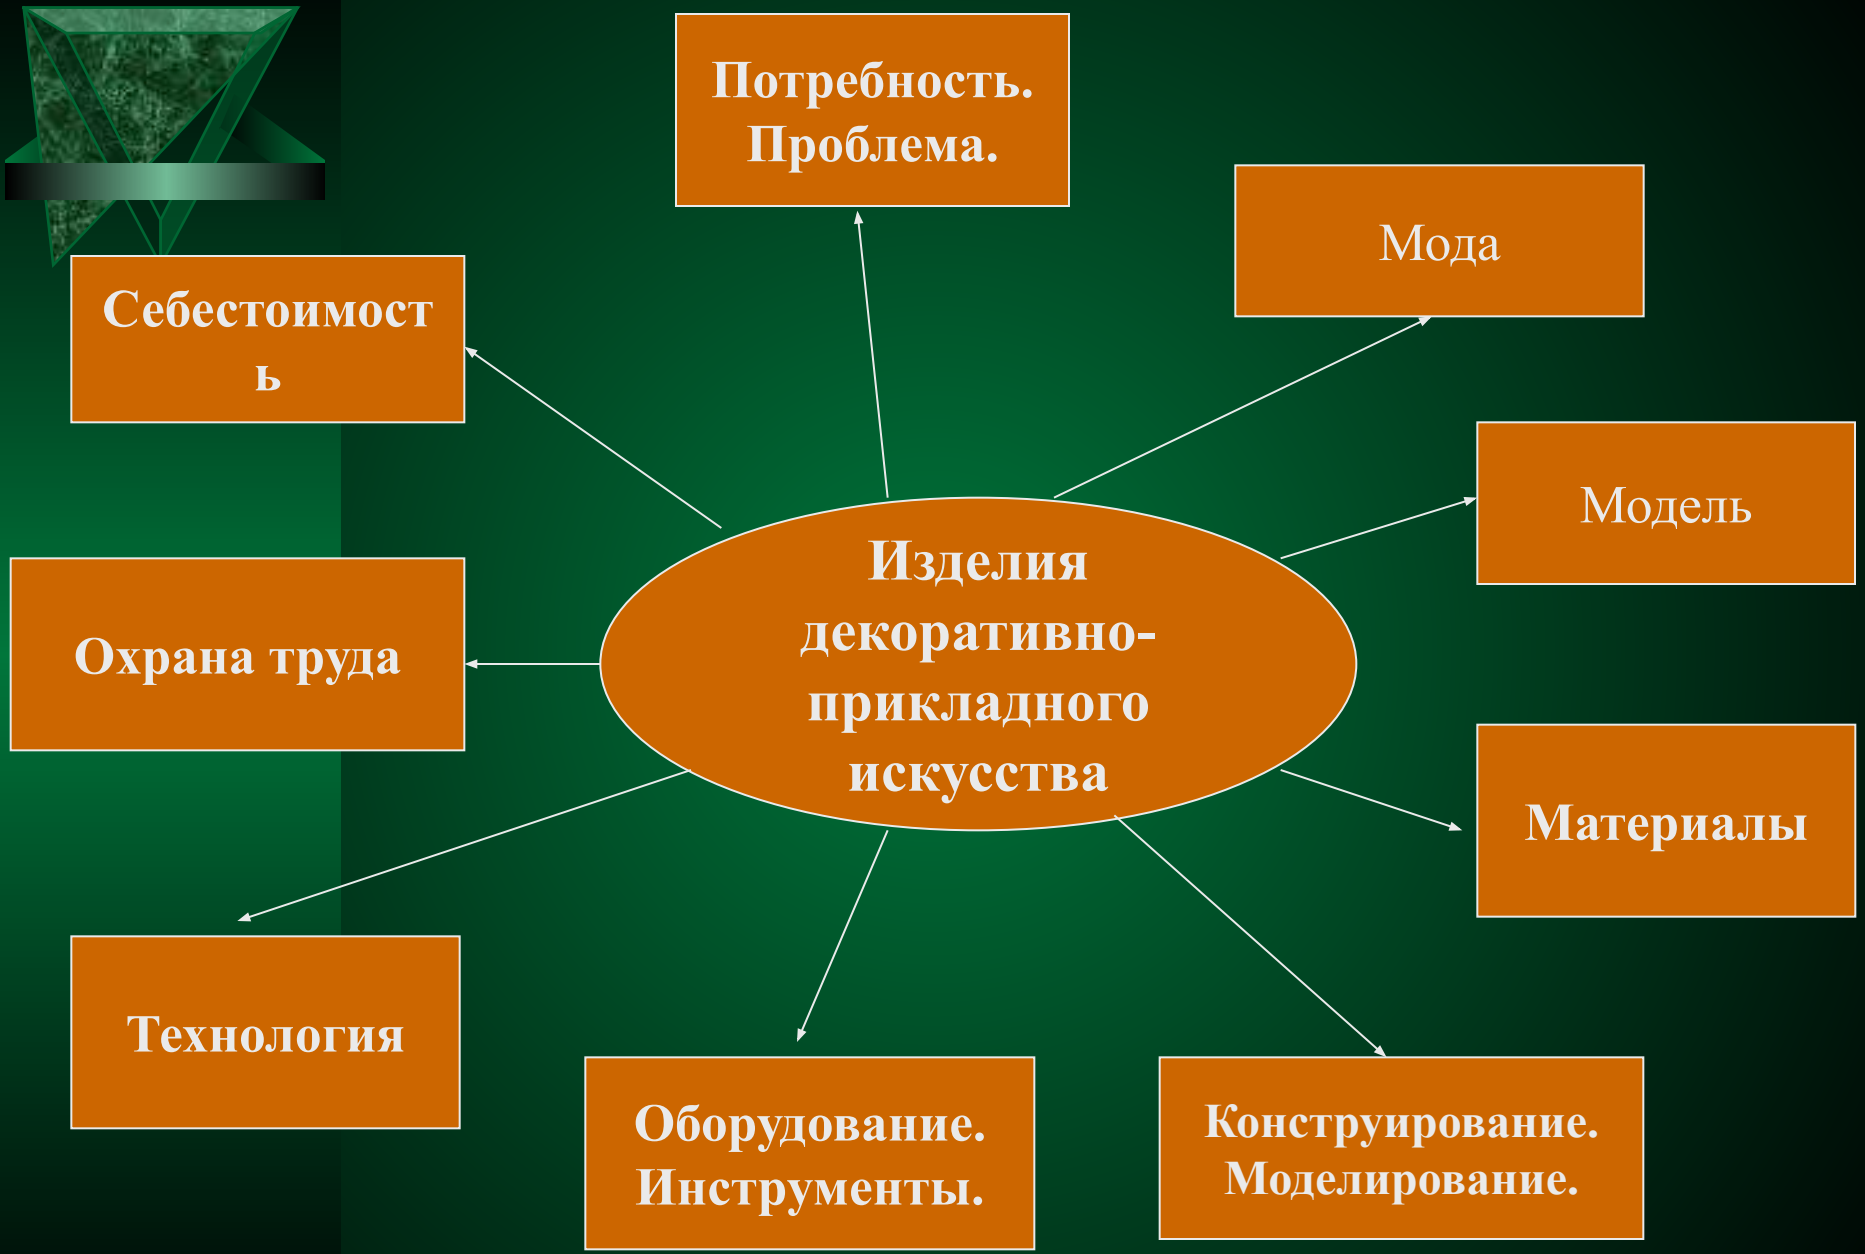 Потребность.
Проблема.
Мода
Себестоимост
ь
Модель
Изделия
декоративно-
прикладного
искусства
Охрана труда
Материалы
Технология
Оборудование.
Инструменты.
Конструирование.
Моделирование.